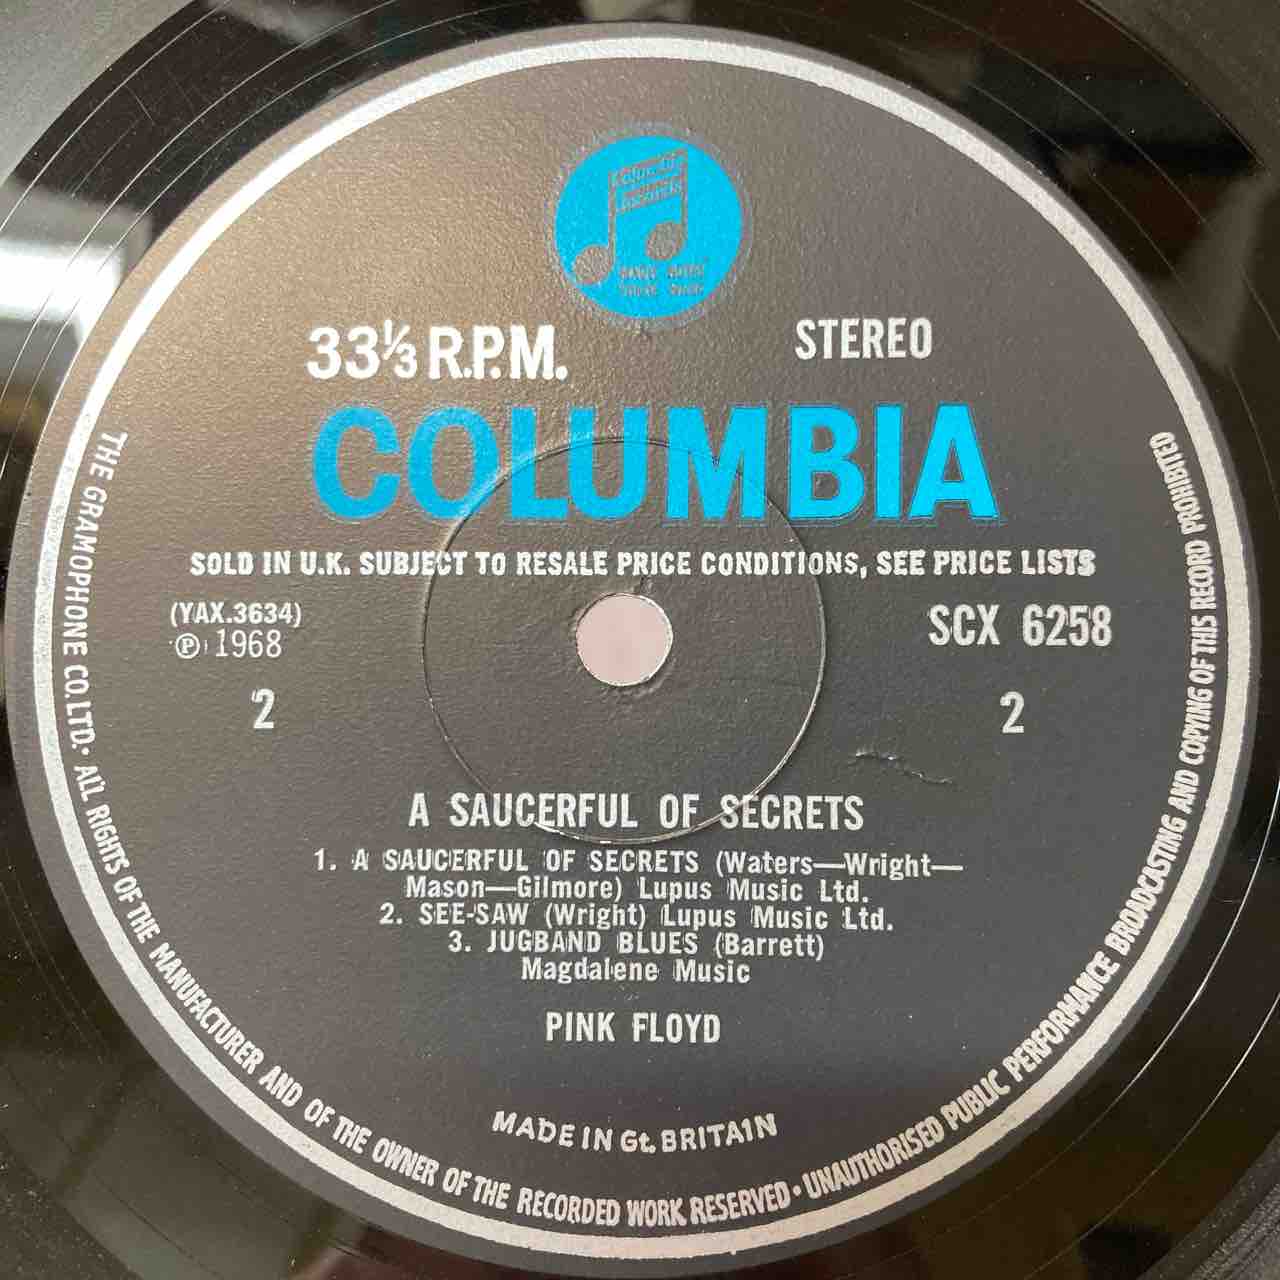 33⅓ R.P.M.
STEREO
COLUMBIA
SOLD IN U.K. SUBJECT TO RESALE PRICE CONDITIONS, SEE PRICE LISTS
(YAX.3634)
℗ 1968
SCX 6258
2
2
A SAUCERFUL OF SECRETS
1. A SAUCERFUL OF SECRETS (Waters—Wright—
Mason—Gilmore) Lupus Music Ltd.
2. SEE-SAW (Wright) Lupus Music Ltd.
3. JUGBAND BLUES (Barrett)
Magdalene Music
PINK FLOYD
MADE IN Gt. BRITAIN
THE GRAMOPHONE CO. LTD. • ALL RIGHTS OF THE MANUFACTURER AND OF THE OWNER OF THE RECORDED WORK RESERVED • UNAUTHORISED PUBLIC PERFORMANCE BROADCASTING AND COPYING OF THIS RECORD PROHIBITED